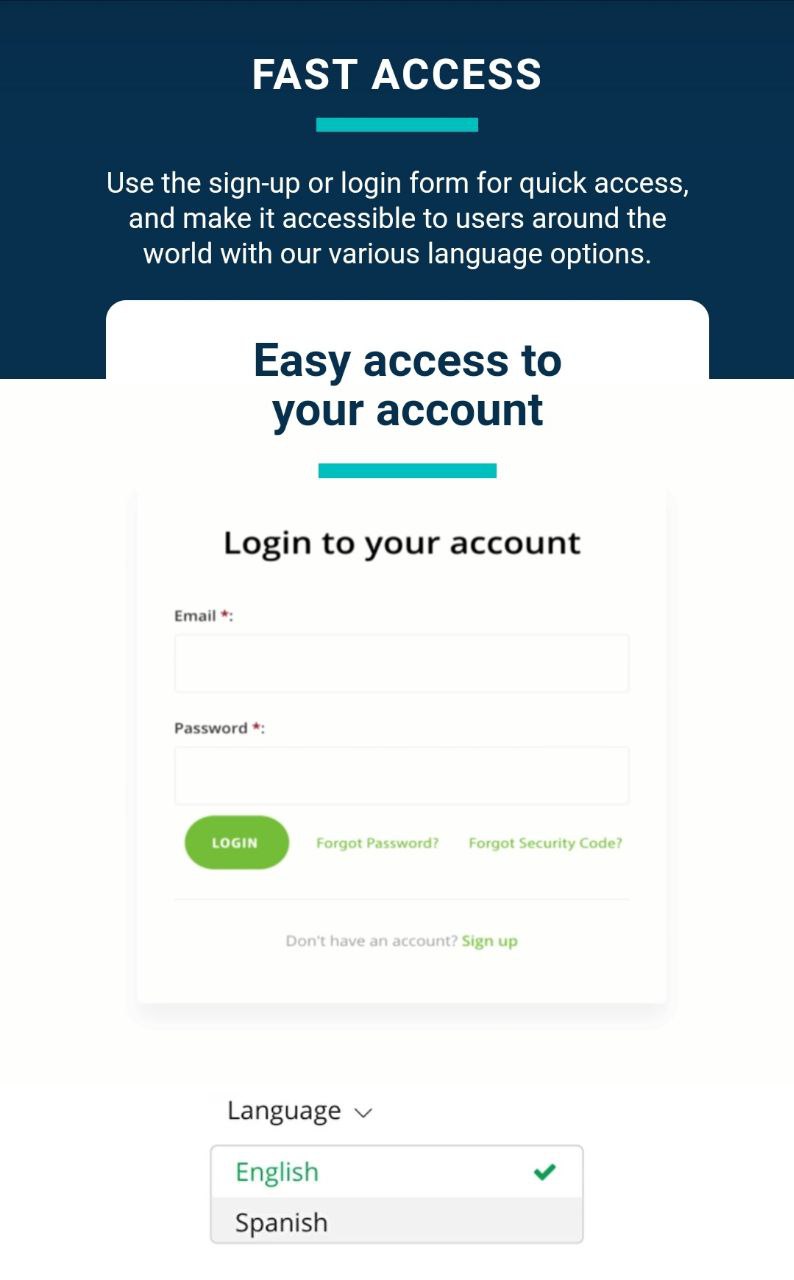 FAST ACCESS
Use the sign-up or login form for quick access,
and make it accessible to users around the
world with our various language options.
Easy access to
your account
Login to your account
Email *:
Password *:
LOGIN Forgot Password? Forgot Security Code?
Don't have an account? Sign up
Language
English
Spanish